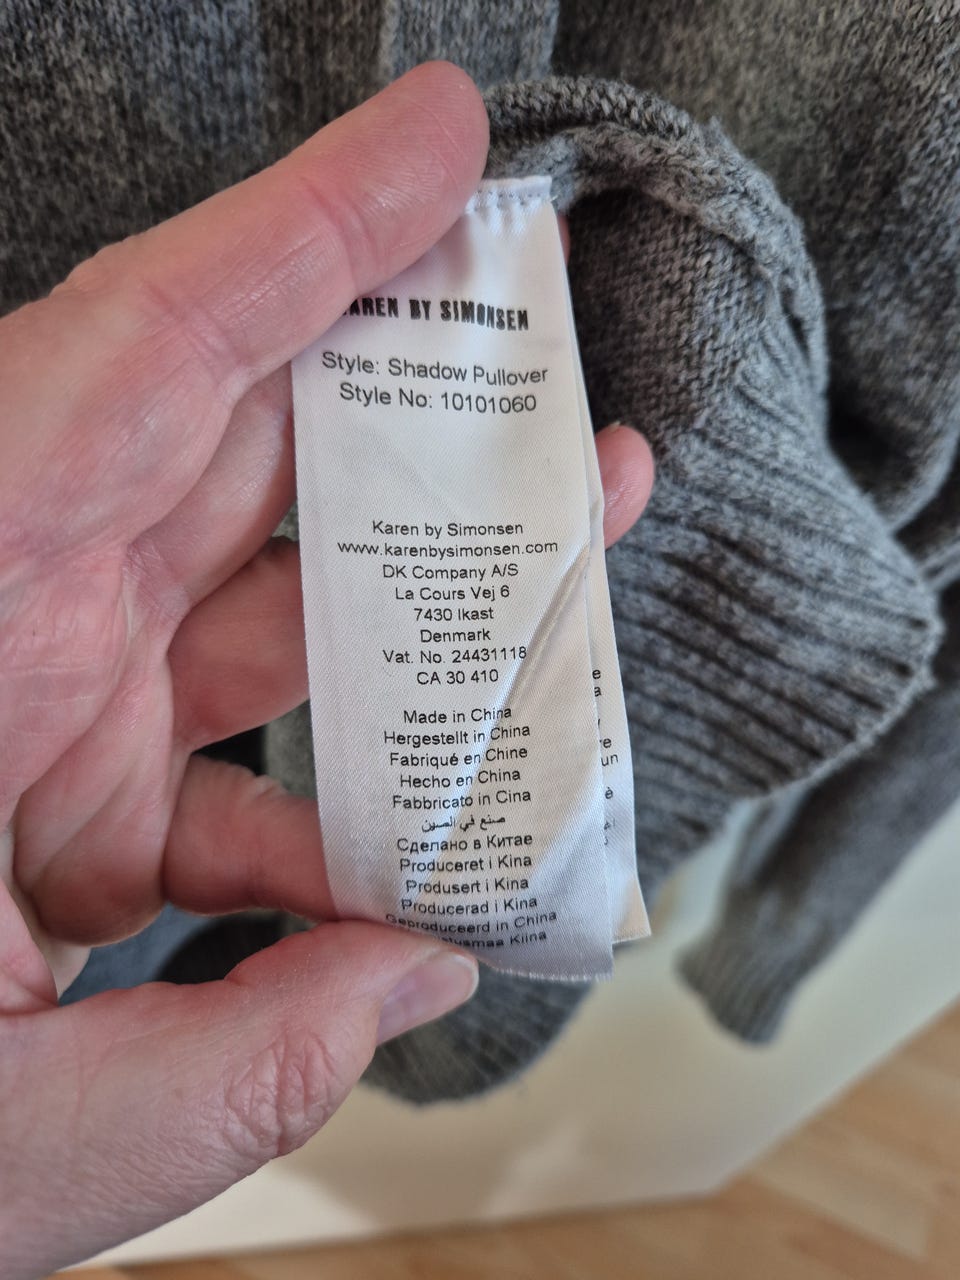 KAREN BY SIMONSEN
Style: Shadow Pullover
Style No: 10101060
Karen by Simonsen
www.karenbysimonsen.com
DK Company A/S
La Cours Vej 6
7430 Ikast
Denmark
Vat. No. 24431118
CA 30 410
Made in China
Hergestellt in China
Fabriqué en Chine
Hecho en China
Fabbricato in Cina
صنع في الصين
Сделано в Китае
Produceret i Kina
Produsert i Kina
Producerad i Kina
Geproduceerd in China
Kiina